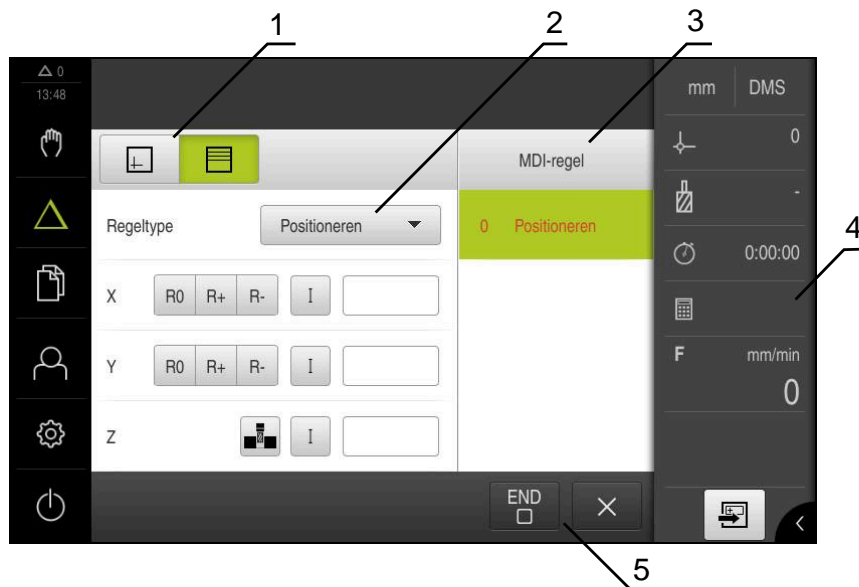 1
2
3
△ 0
13:48
mm DMS
0
MDI-regel
-
Regeltype Positioneren
0 Positioneren
4
0:00:00
X R0 R+ R- I
F mm/min
0
Y R0 R+ R- I
Z I
END
5